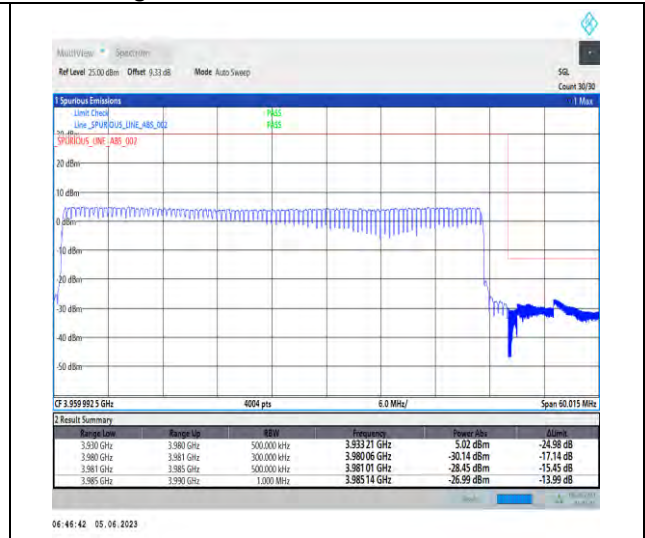 MultiView Spectrum
Ref Level 25.00 dBm Offset 9.33 dB Mode Auto Sweep SGL
Count 30/30
1 Spurious Emissions 1 Max
Limit Check PASS
Line _SPURIOUS_LINE_ABS_002 PASS
_SPURIOUS_LINE_ABS_002
20 dBm
10 dBm
0 dBm
-10 dBm
-20 dBm
-30 dBm
-40 dBm
-50 dBm
CF 3.959 992 5 GHz 4004 pts 6.0 MHz/ Span 60.015 MHz
2 Result Summary
Range Low Range Up RBW Frequency Power Abs ΔLimit
3.930 GHz 3.980 GHz 500.000 kHz 3.933 21 GHz 5.02 dBm -24.98 dB
3.980 GHz 3.981 GHz 300.000 kHz 3.980 06 GHz -30.14 dBm -17.14 dB
3.981 GHz 3.985 GHz 500.000 kHz 3.981 01 GHz -28.45 dBm -15.45 dB
3.985 GHz 3.990 GHz 1.000 MHz 3.985 14 GHz -26.99 dBm -13.99 dB
06:46:42 05.06.2023